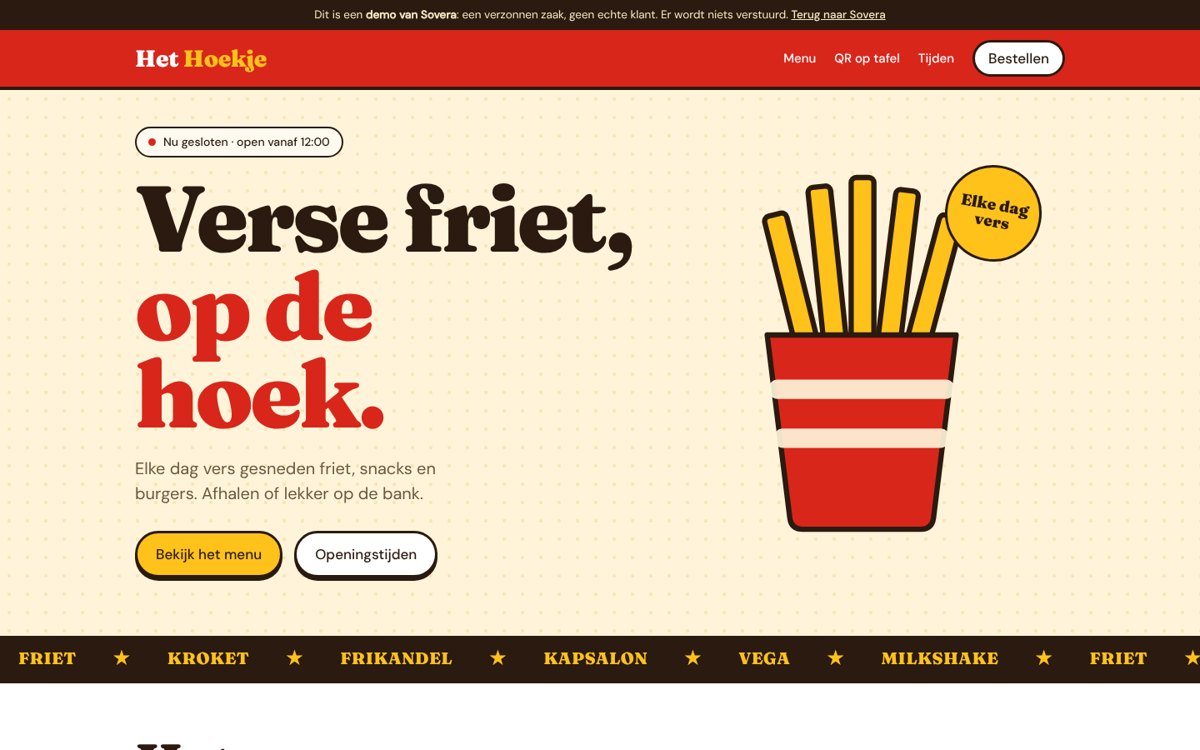 Dit is een demo van Sovera: een verzonnen zaak, geen echte klant. Er wordt niets verstuurd. Terug naar Sovera
Het Hoekje
Menu QR op tafel Tijden Bestellen
Nu gesloten · open vanaf 12:00
Verse friet,
op de
hoek.
Elke dag
vers
Elke dag vers gesneden friet, snacks en
burgers. Afhalen of lekker op de bank.
Bekijk het menu Openingstijden
FRIET ★ KROKET ★ FRIKANDEL ★ KAPSALON ★ VEGA ★ MILKSHAKE ★ FRIET ★